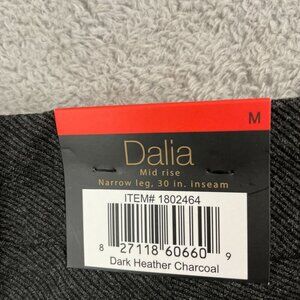 M
Dalia
Mid rise
Narrow leg, 30 in. inseam
ITEM# 1802464
8 27118 60660 9
Dark Heather Charcoal